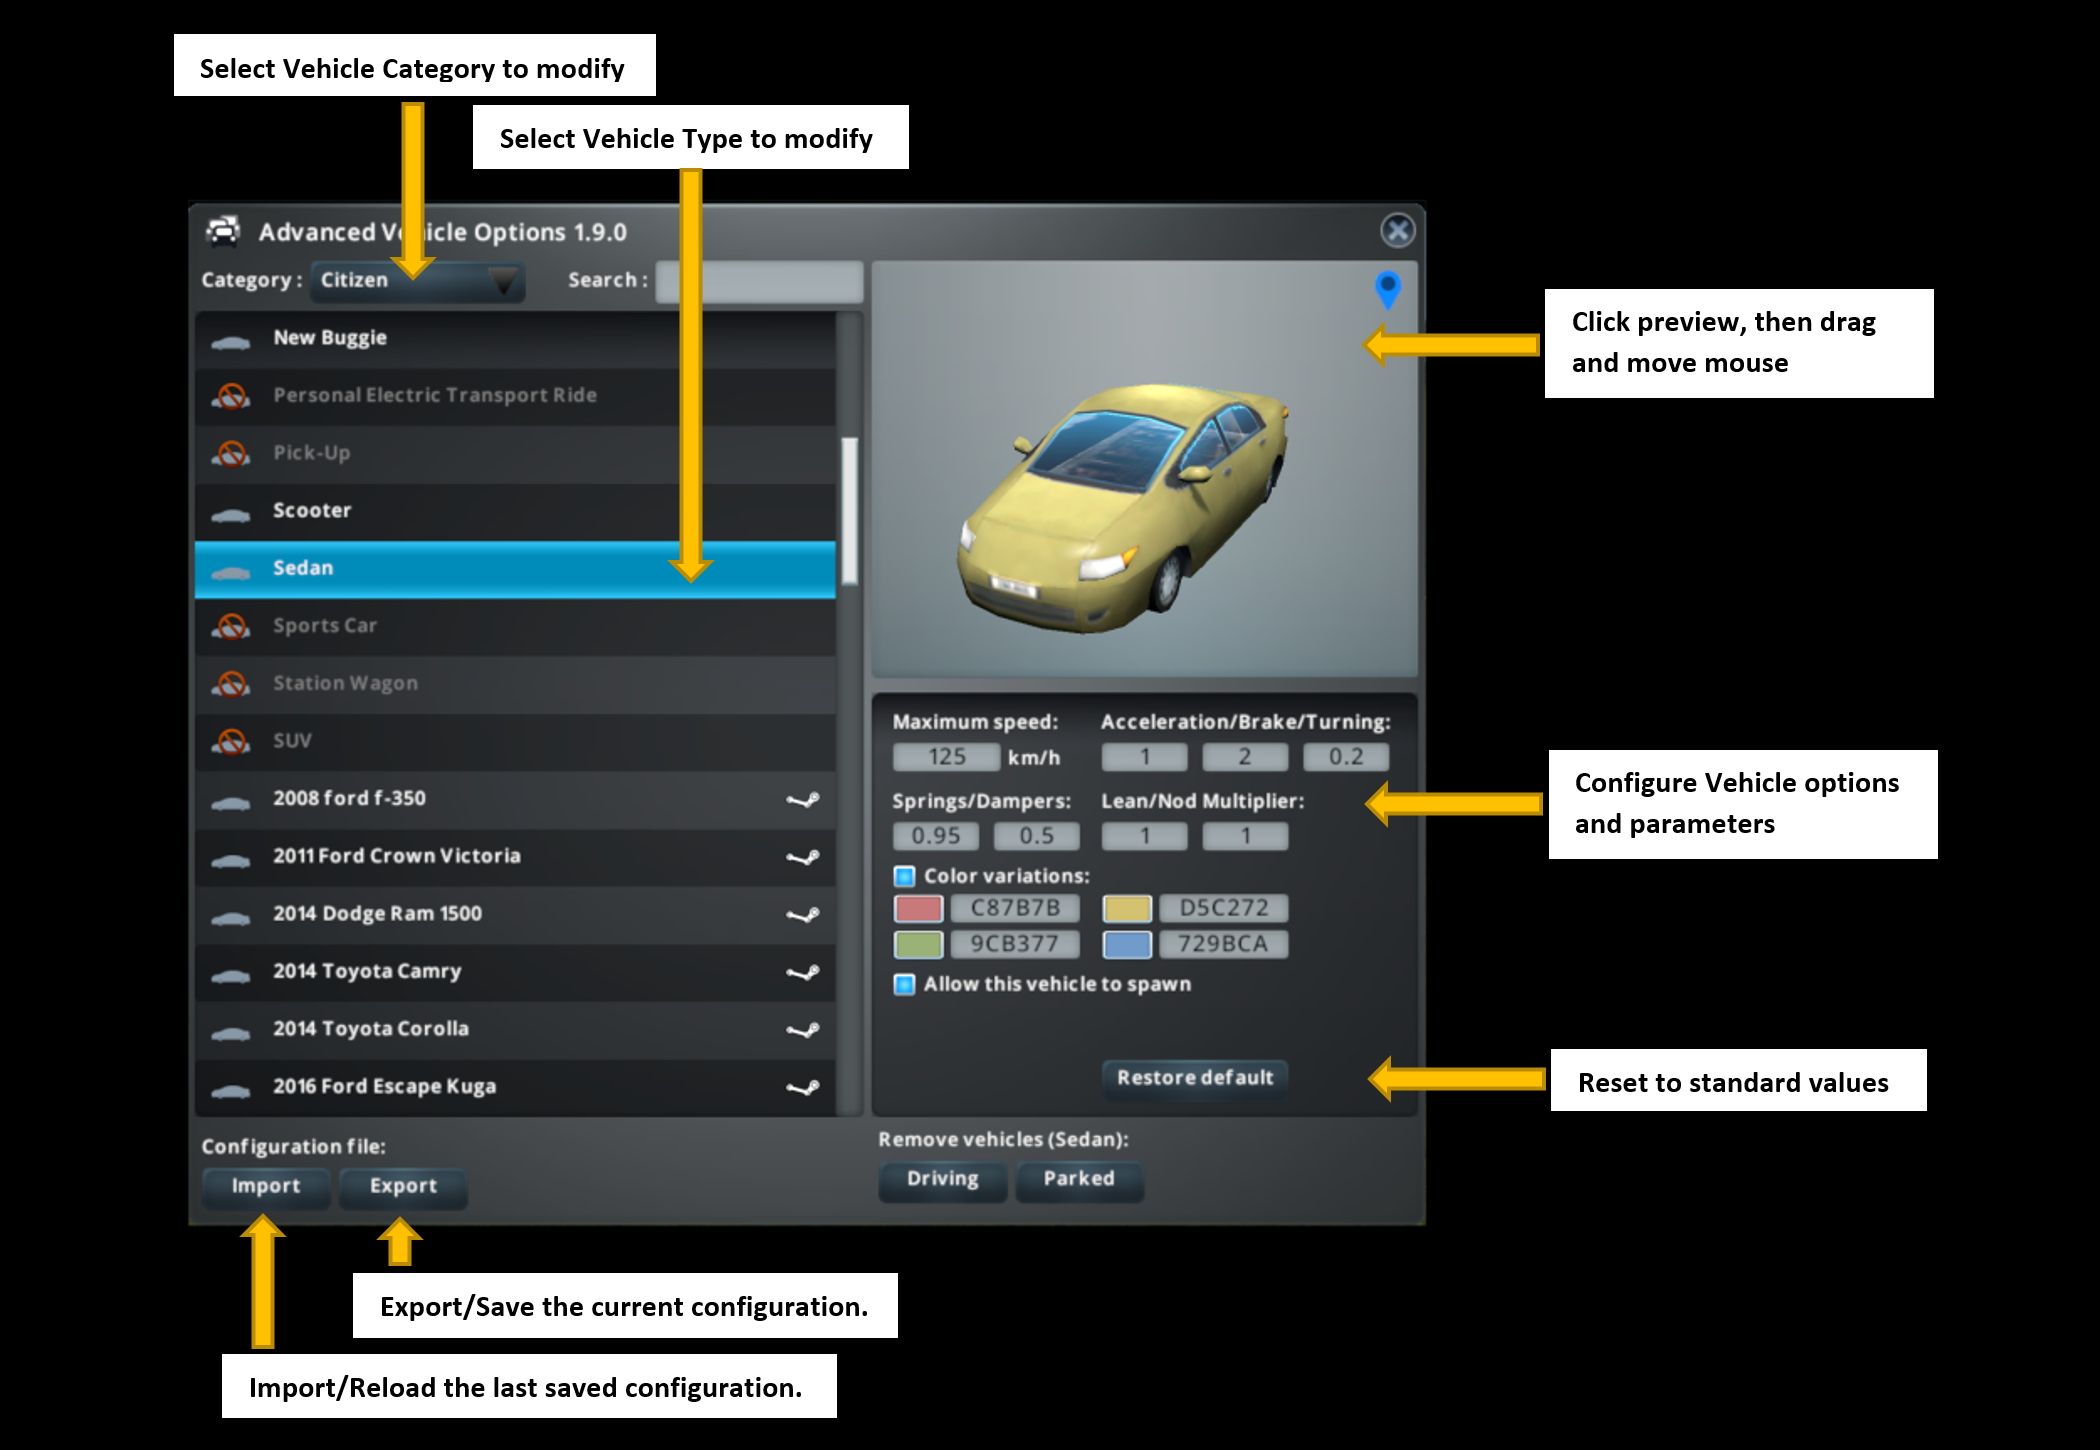 Select Vehicle Category to modify
Select Vehicle Type to modify
Advanced Vehicle Options 1.9.0
Category :
Citizen
Search :
New Buggie
Personal Electric Transport Ride
Pick-Up
Scooter
Sedan
Sports Car
Station Wagon
SUV
2008 ford f-350
2011 Ford Crown Victoria
2014 Dodge Ram 1500
2014 Toyota Camry
2014 Toyota Corolla
2016 Ford Escape Kuga
Click preview, then drag
and move mouse
Maximum speed:
Acceleration/Brake/Turning:
125 km/h
1 2 0.2
Springs/Dampers:
Lean/Nod Multiplier:
0.95 0.5
1 1
Color variations:
C87B7B D5C272
9CB377 729BCA
Allow this vehicle to spawn
Restore default
Configure Vehicle options
and parameters
Reset to standard values
Configuration file:
Import Export
Remove vehicles (Sedan):
Driving Parked
Export/Save the current configuration.
Import/Reload the last saved configuration.